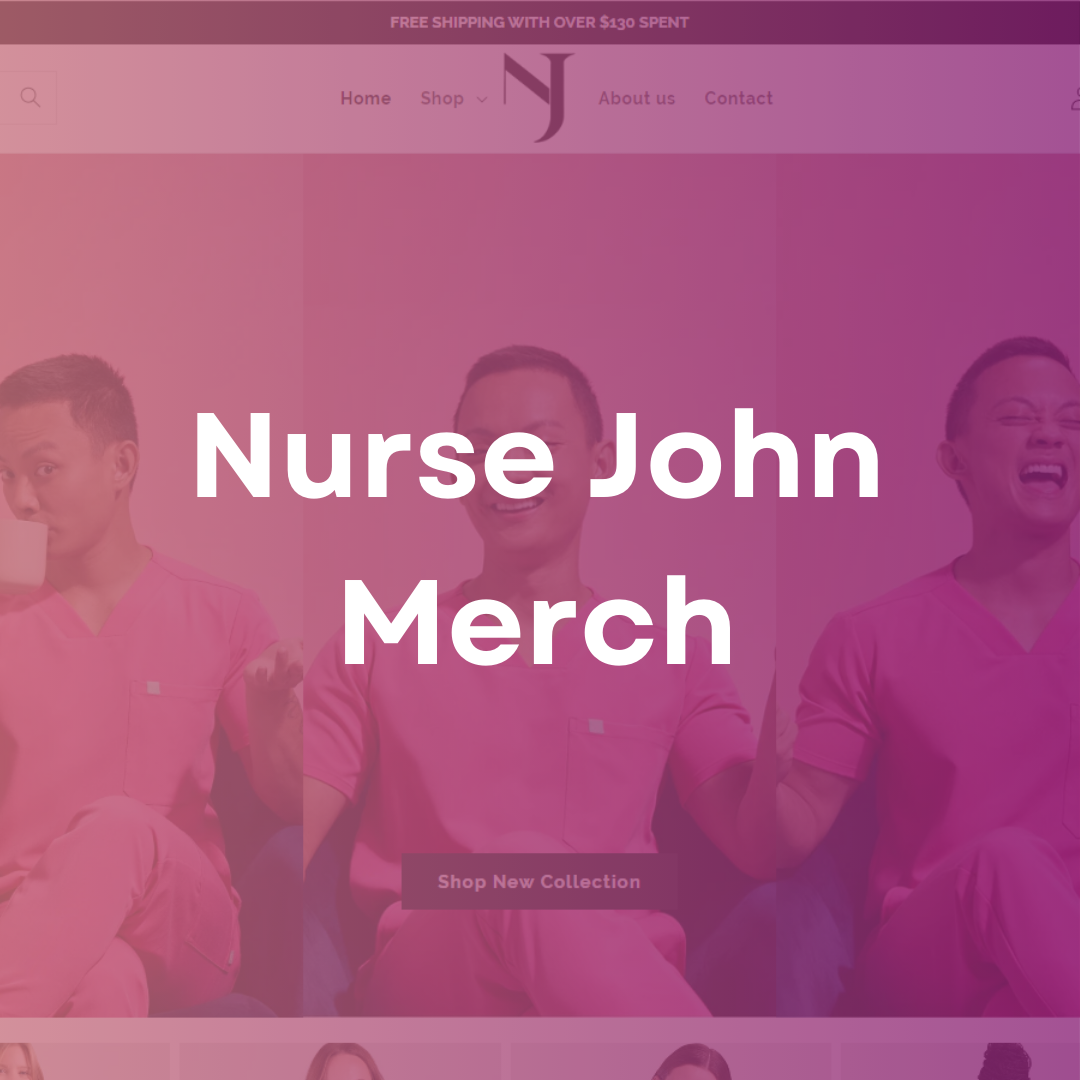 FREE SHIPPING WITH OVER $130 SPENT
Home Shop NJ About us Contact
Nurse John
Merch
Shop New Collection